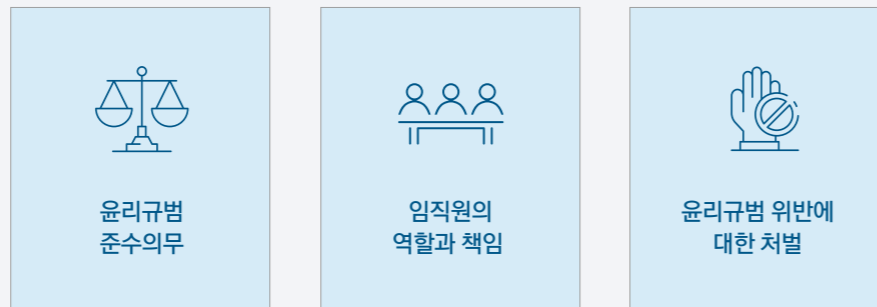 윤리규범
준수의무
임직원의
역할과 책임
윤리규범 위반에
대한 처벌